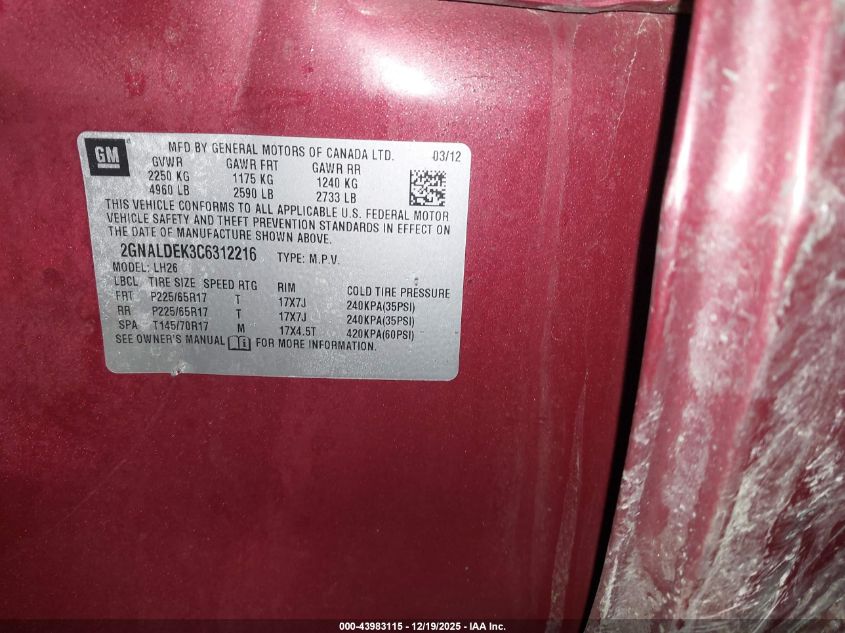 GM
MFD BY GENERAL MOTORS OF CANADA LTD. 03/12
GVWR GAWR FRT GAWR RR
2250 KG 1175 KG 1240 KG
4960 LB 2590 LB 2733 LB
THIS VEHICLE CONFORMS TO ALL APPLICABLE U.S. FEDERAL MOTOR
VEHICLE SAFETY AND THEFT PREVENTION STANDARDS IN EFFECT ON
THE DATE OF MANUFACTURE SHOWN ABOVE.
2GNALDEK3C6312216 TYPE: M.P.V.
MODEL: LH26
LBCL TIRE SIZE SPEED RTG RIM COLD TIRE PRESSURE
FRT P225/65R17 T 17X7J 240KPA(35PSI)
RR P225/65R17 T 17X7J 240KPA(35PSI)
SPA T145/70R17 M 17X4.5T 420KPA(60PSI)
SEE OWNER'S MANUAL FOR MORE INFORMATION.
000-43983115 - 12/19/2025 - IAA Inc.